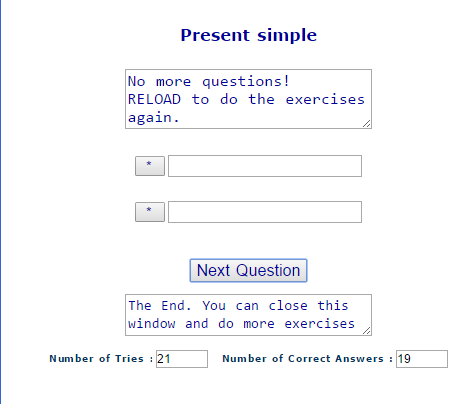 Present simple
No more questions!
RELOAD to do the exercises
again.
*
*
Next Question
The End. You can close this
window and do more exercises
Number of Tries : 21 Number of Correct Answers : 19